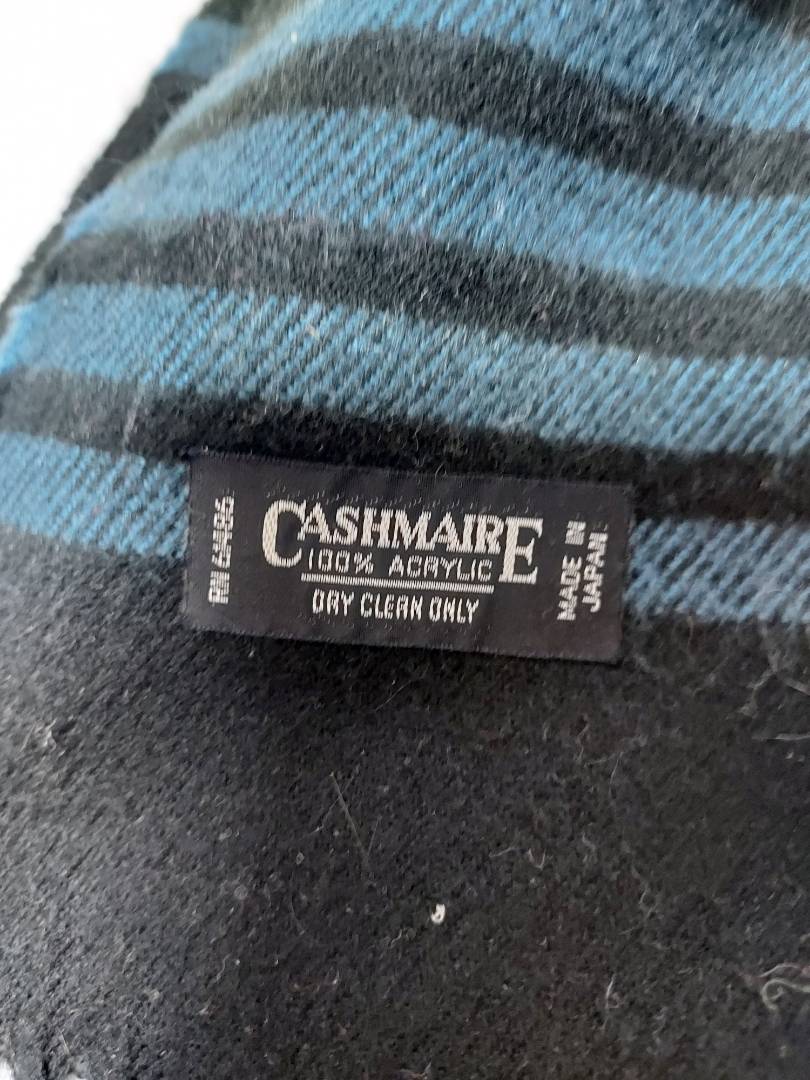 CASHMAIRE
100% ACRYLIC
DRY CLEAN ONLY
MADE IN
JAPAN